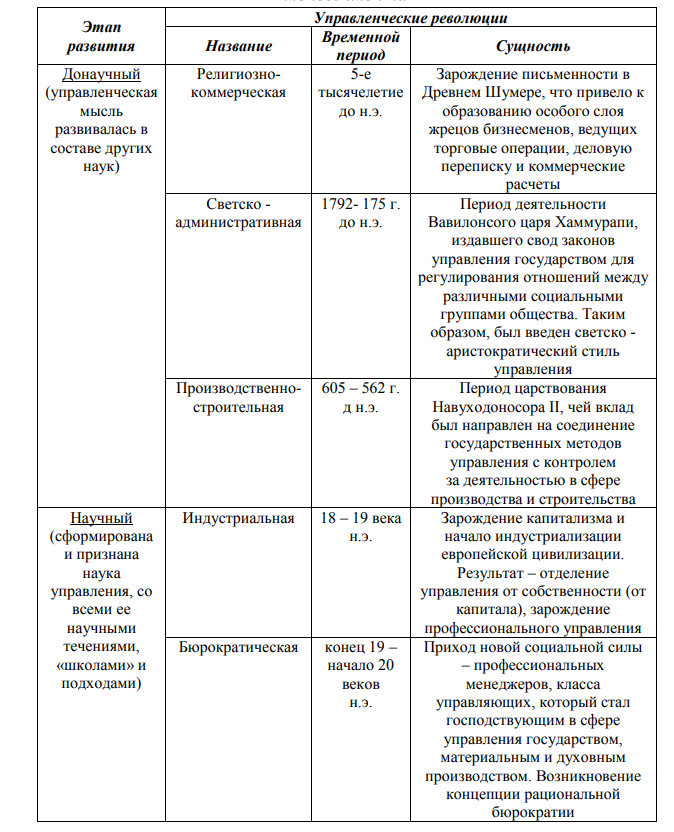 Этап развития
Управленческие революции
Название
Временной период
Сущность
Донаучный
(управленческая
мысль
развивалась в
составе других
наук)
Религиозно-
коммерческая
5-е
тысячелетие
до н.э.
Зарождение письменности в
Древнем Шумере, что привело к
образованию особого слоя
жрецов бизнесменов, ведущих
торговые операции, деловую
переписку и коммерческие
расчеты
Светско -
административная
1792- 175 г.
до н.э.
Период деятельности
Вавилонсого царя Хаммурапи,
издавшего свод законов
управления государством для
регулирования отношений между
различными социальными
группами общества. Таким
образом, был введен светско -
аристократический стиль
управления
Производственно-
строительная
605 – 562 г.
д н.э.
Период царствования
Навуходоносора II, чей вклад
был направлен на соединение
государственных методов
управления с контролем
за деятельностью в сфере
производства и строительства
Научный
(сформирована
и признана
наука
управления, со
всеми ее
научными
течениями,
«школами» и
подходами)
Индустриальная
18 – 19 века
н.э.
Зарождение капитализма и
начало индустриализации
европейской цивилизации.
Результат – отделение
управления от собственности (от
капитала), зарождение
профессионального управления
Бюрократическая
конец 19 –
начало 20
веков
н.э.
Приход новой социальной силы
– профессиональных
менеджеров, класса
управляющих, который стал
господствующим в сфере
управления государством,
материальным и духовным
производством. Возникновение
концепции рациональной
бюрократии